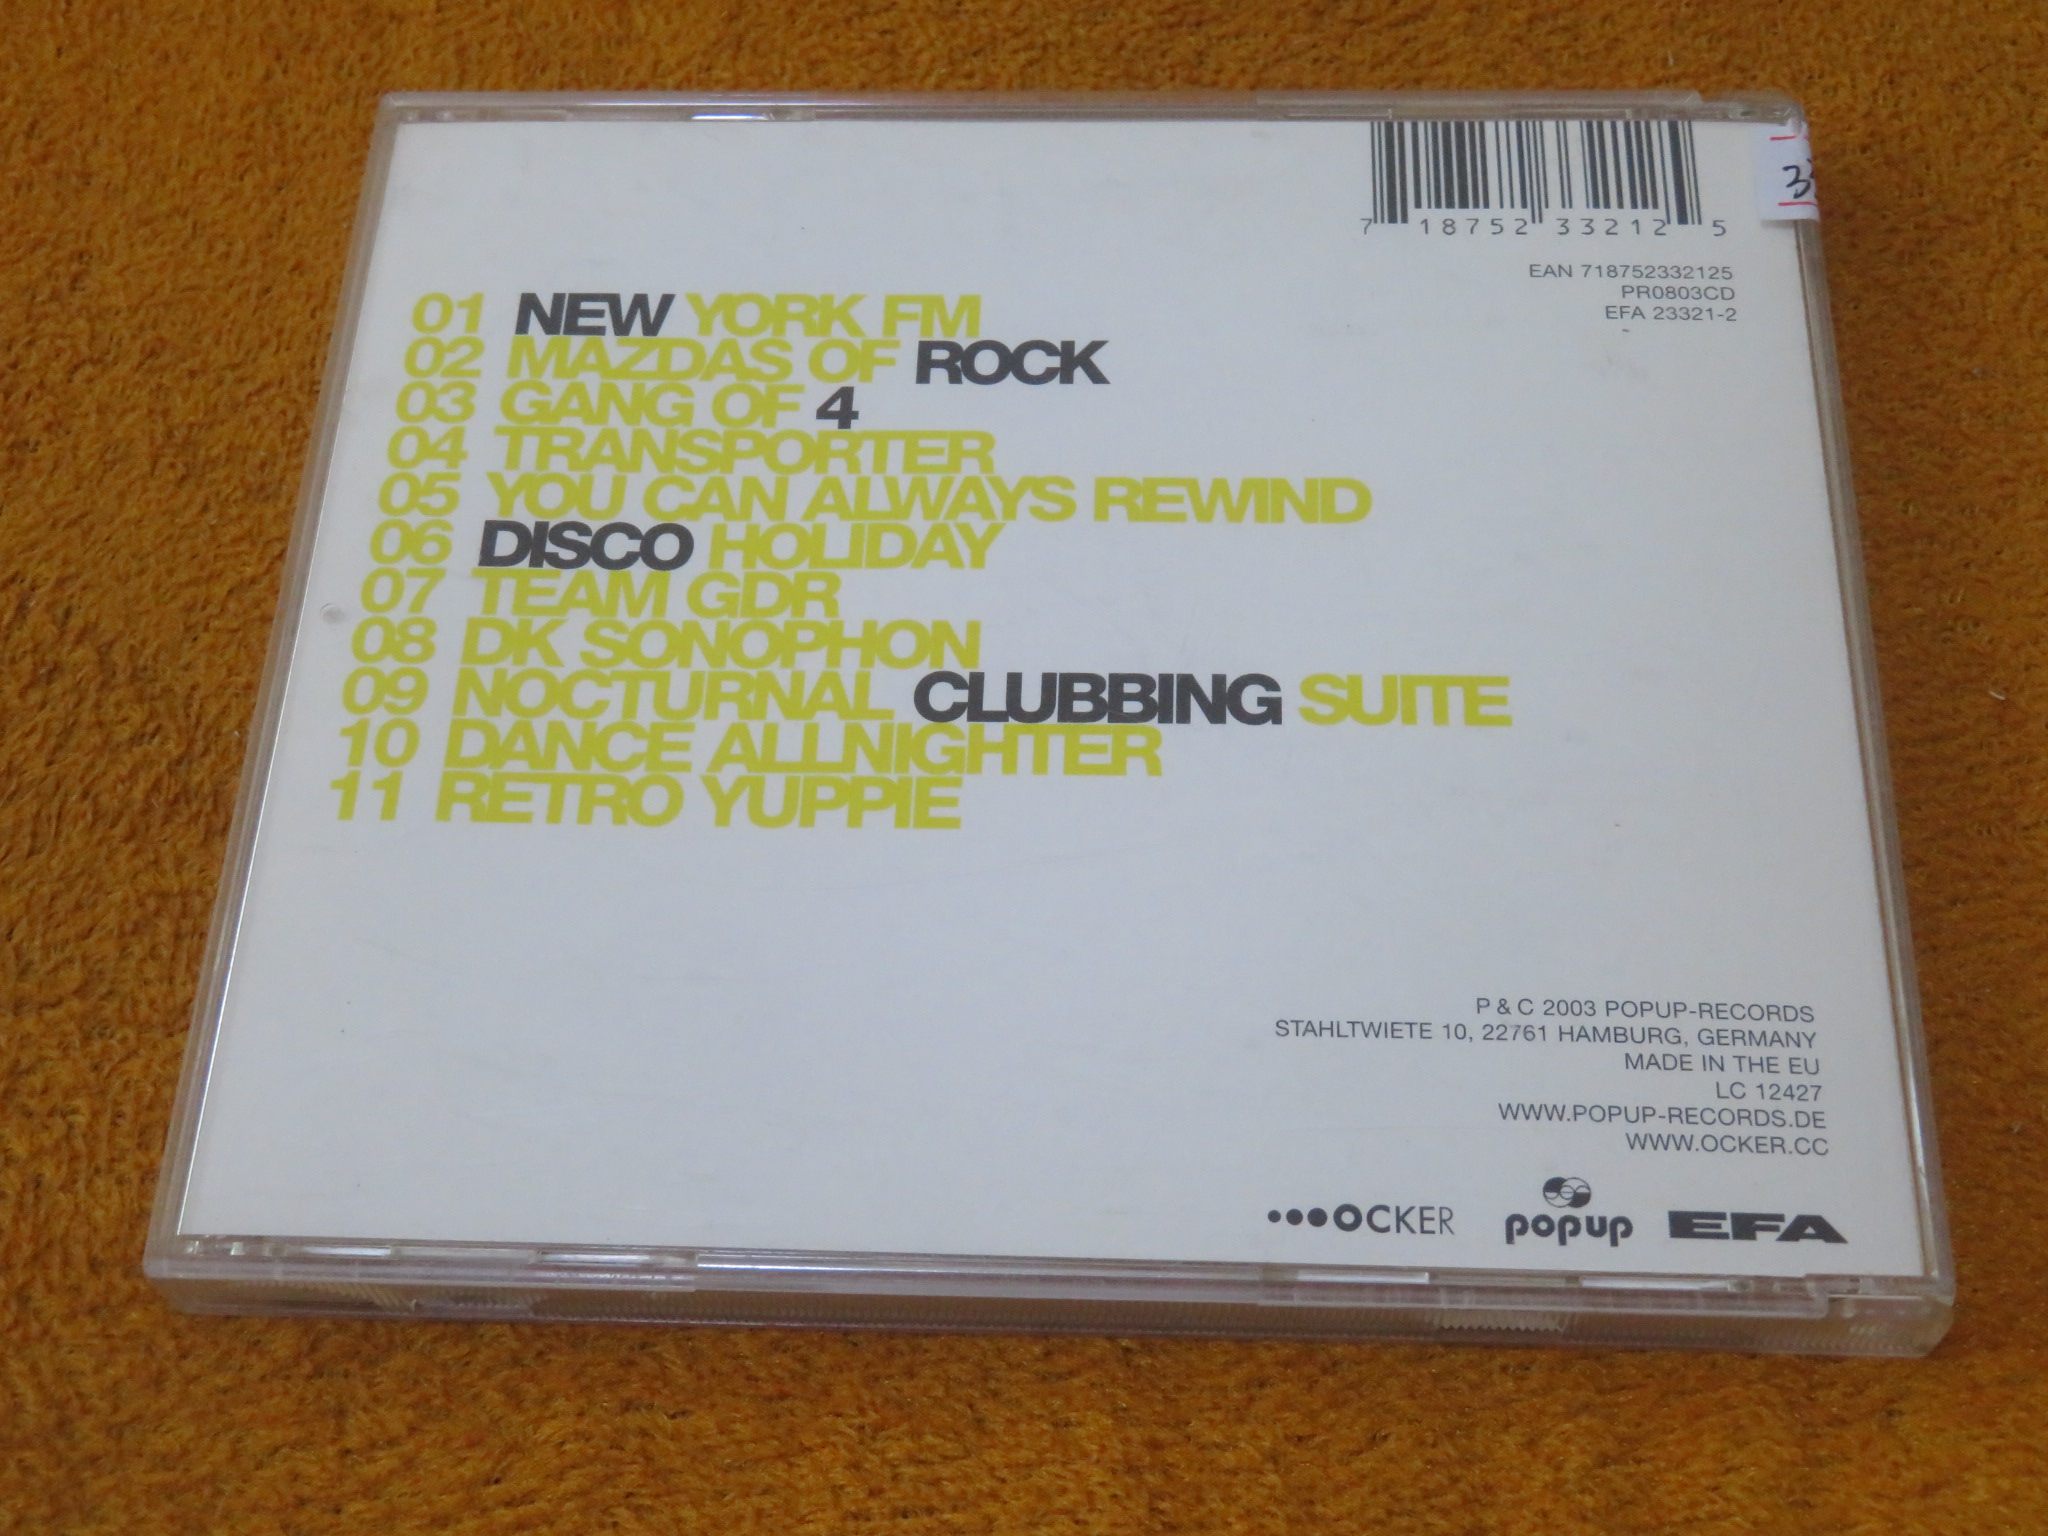 7 18752 33212 5
EAN 718752332125
PR0803CD
EFA 23321-2
01 NEW YORK FM
02 MAZDAS OF ROCK
03 GANG OF 4
04 TRANSPORTER
05 YOU CAN ALWAYS REWIND
06 DISCO HOLIDAY
07 TEAM GDR
08 DK SONOPHON
09 NOCTURNAL CLUBBING SUITE
10 DANCE ALLNIGHTER
11 RETRO YUPPIE
P & C 2003 POPUP-RECORDS
STAHLTWIETE 10, 22761 HAMBURG, GERMANY
MADE IN THE EU
LC 12427
WWW.POPUP-RECORDS.DE
WWW.OCKER.CC
OCKER popup EFA